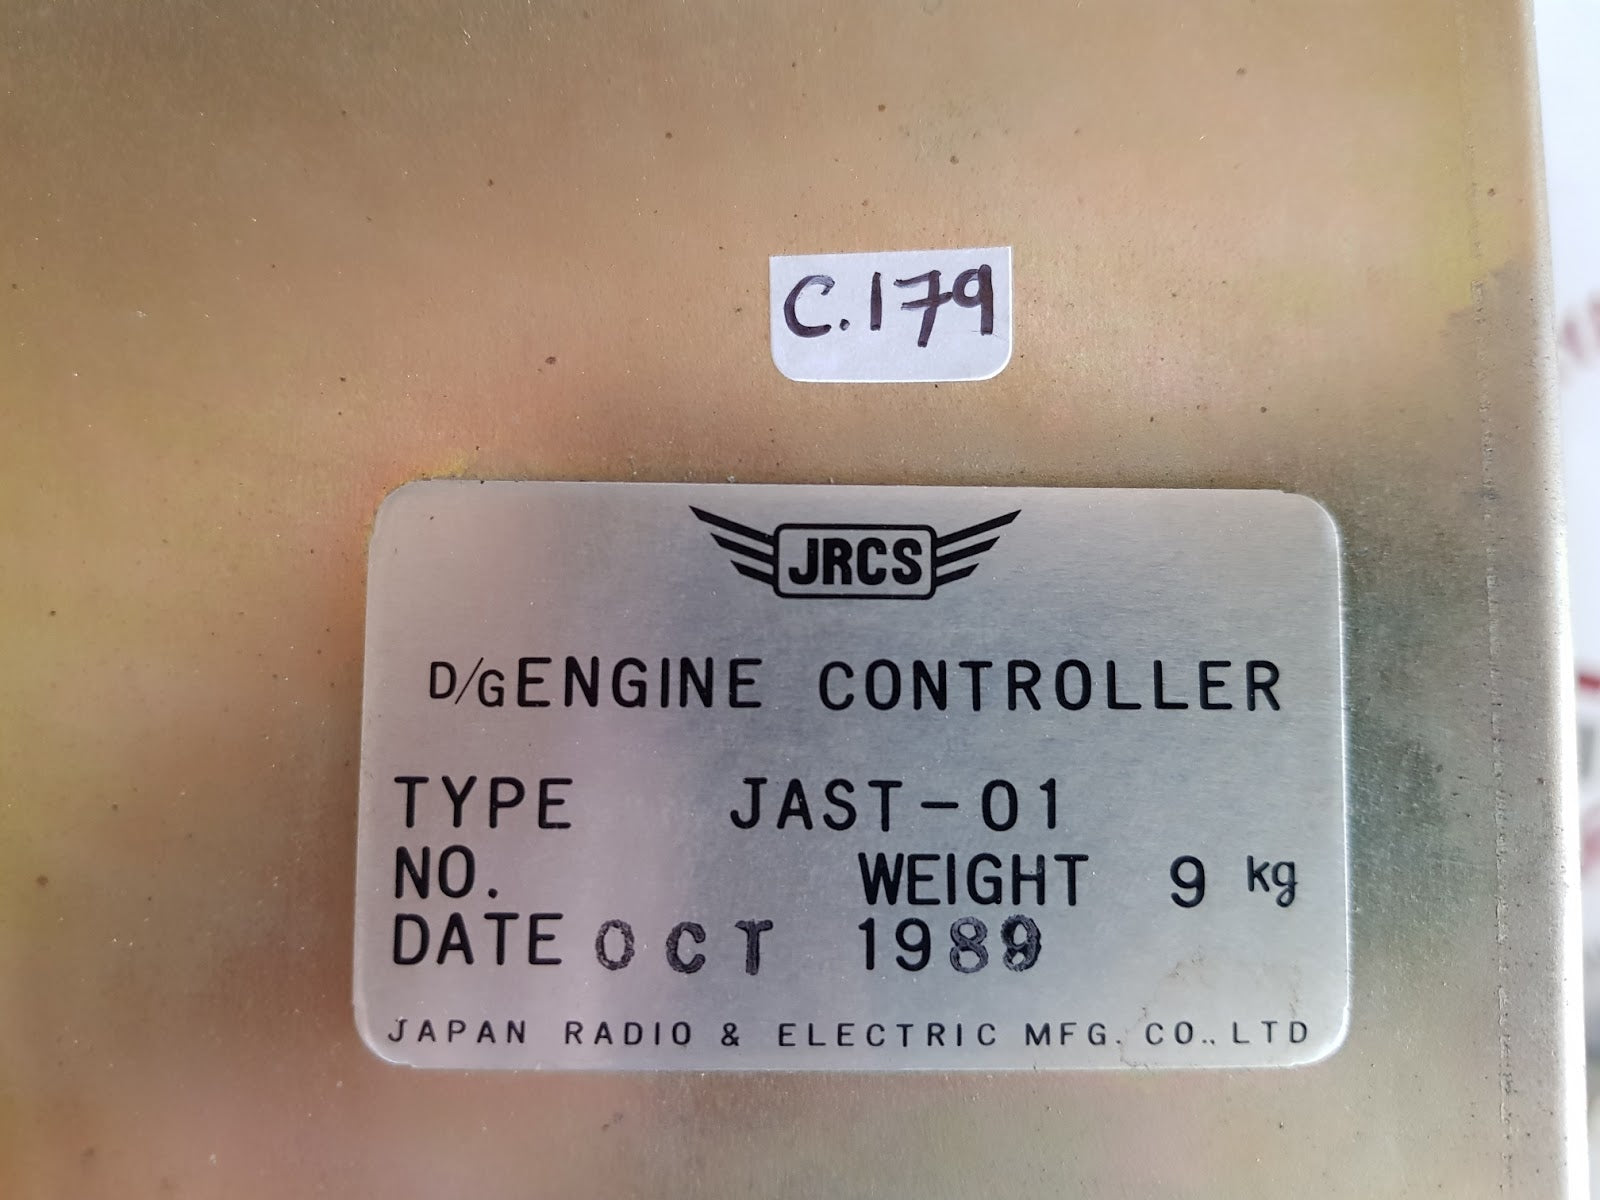 C.179
JRCS
D/G ENGINE CONTROLLER
TYPE JAST-01
NO. WEIGHT 9 kg
DATE OCT 1989
JAPAN RADIO & ELECTRIC MFG. CO., LTD